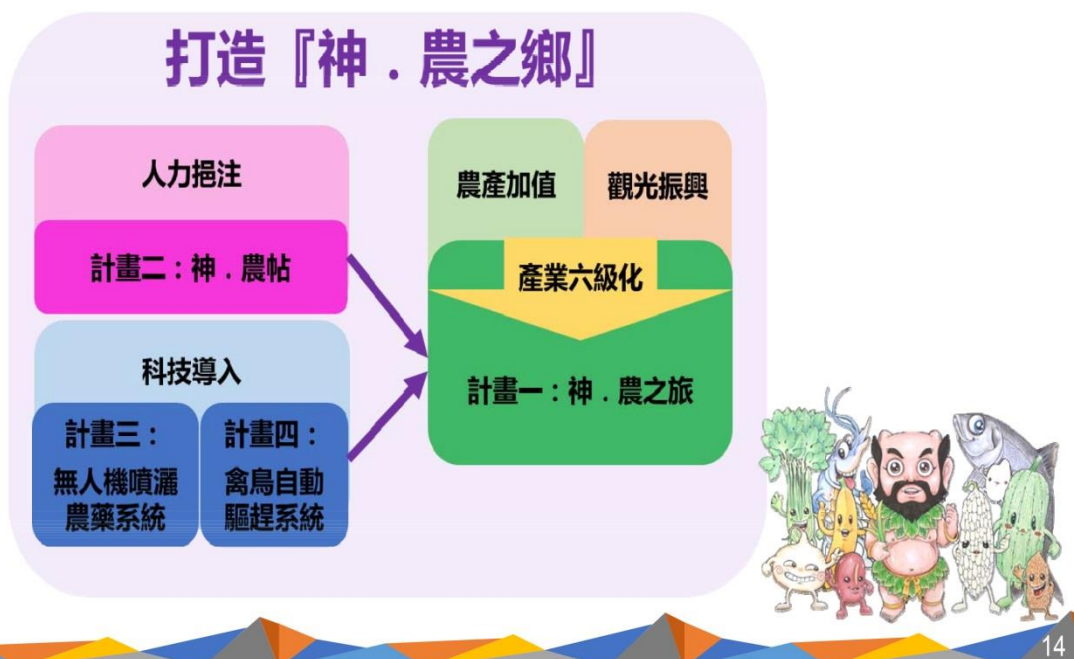 打造『神．農之鄉』
人力挹注
計畫二：神．農帖
科技導入
計畫三：
無人機噴灑
農藥系統
計畫四：
禽鳥自動
驅趕系統
農產加值
觀光振興
產業六級化
計畫一：神．農之旅
14